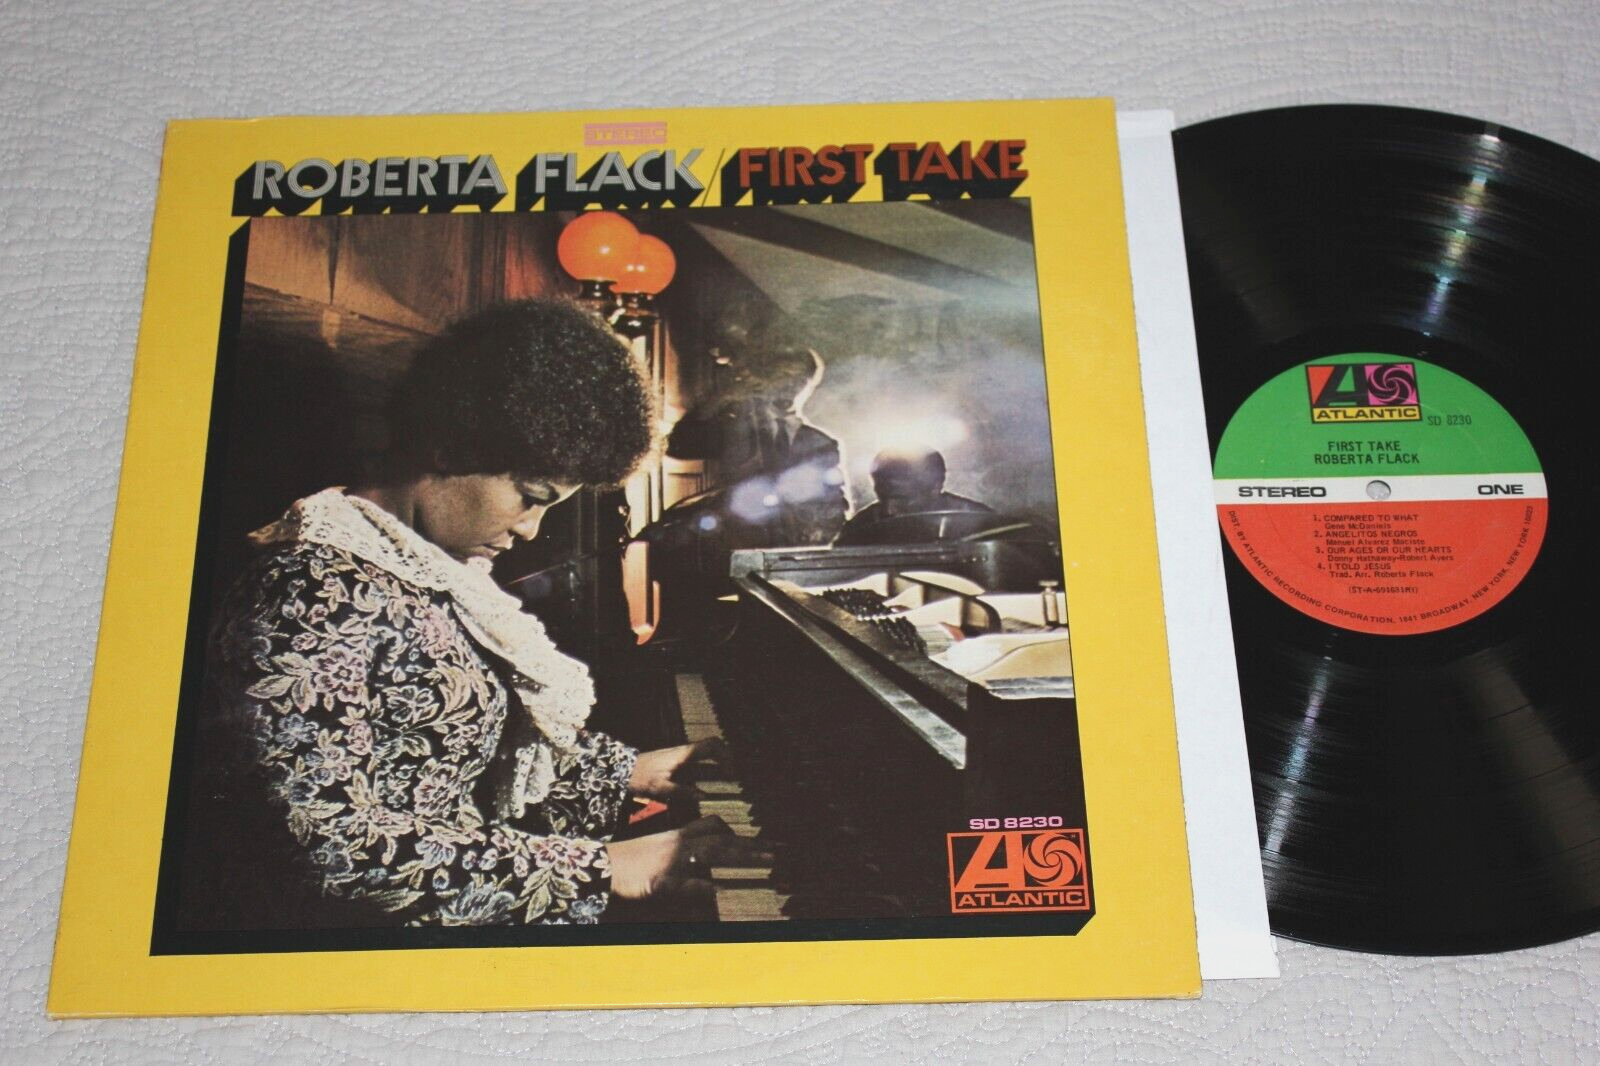 STEREO
ROBERTA FLACK / FIRST TAKE
SD 8230
ATLANTIC
ATLANTIC
SD 8230
FIRST TAKE
ROBERTA FLACK
STEREO ONE
1. COMPARED TO WHAT
Gene McDaniels
2. ANGELITOS NEGROS
Manuel Alvarez Maciste
3. OUR AGES OR OUR HEARTS
Donny Hathaway-Robert Ayers
4. I TOLD JESUS
Trad. Arr. Roberta Flack
DIST. BY ATLANTIC RECORDING CORPORATION, 1841 BROADWAY, NEW YORK, NEW YORK 10023